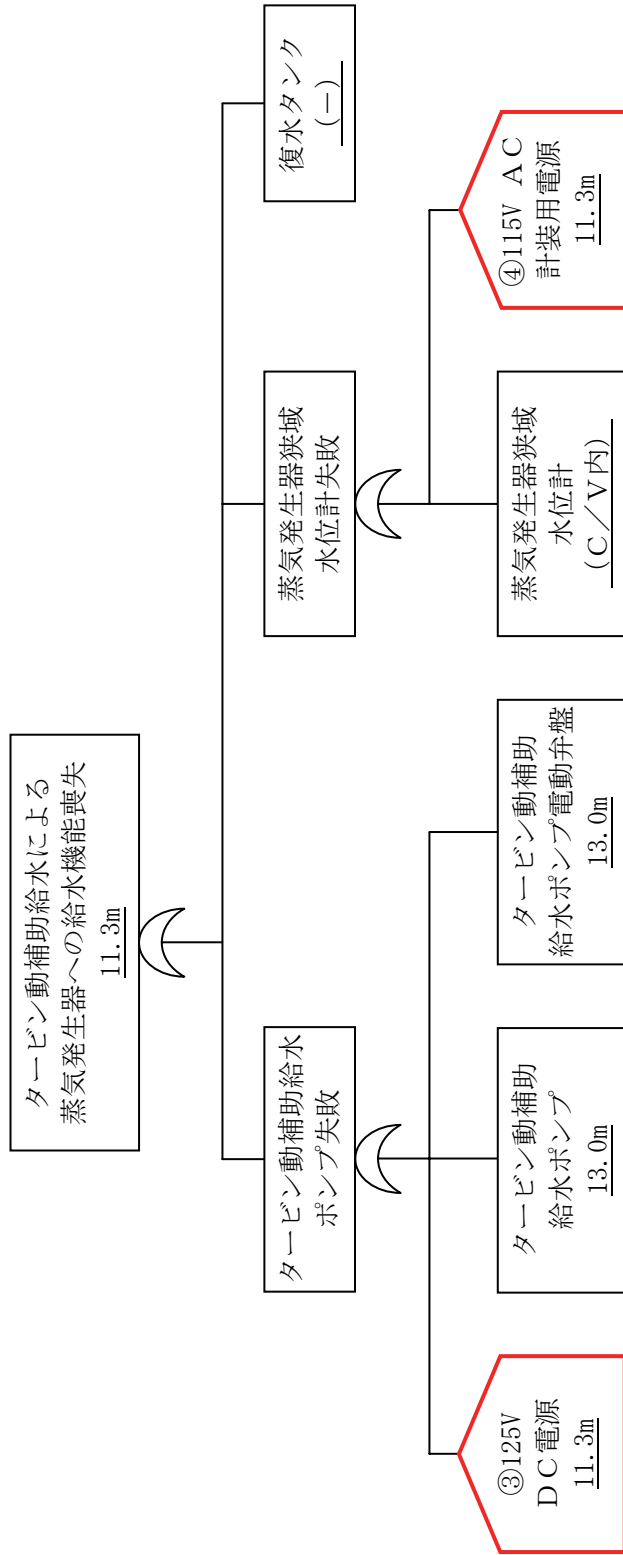 タービン動補助給水による
蒸気発生器への給水機能喪失
11.3m
タービン動補助給水
ポンプ失敗
蒸気発生器狭域
水位計失敗
復水タンク
(－)
③125V
ＤＣ電源
11.3m
タービン動補助
給水ポンプ
13.0m
タービン動補助
給水ポンプ電動弁盤
13.0m
蒸気発生器狭域
水位計
(Ｃ／Ｖ内)
④115V ＡＣ
計装用電源
11.3m